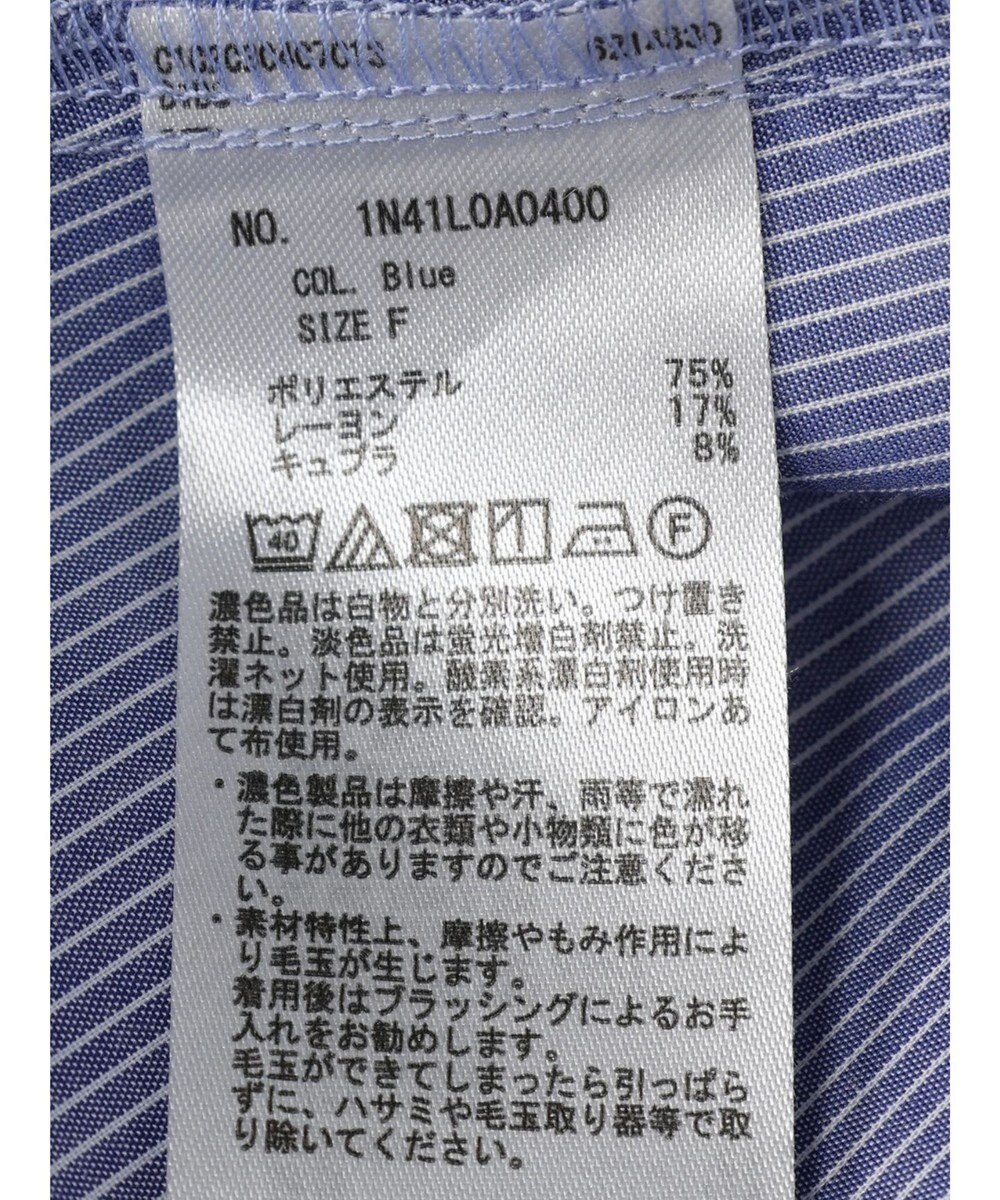 NO. 1N41L0A0400
COL. Blue
SIZE F
ポリエステル 75%
レーヨン 17%
キュプラ 8%
40 F
濃色品は白物と分別洗い。つけ置き
禁止。淡色品は蛍光増白剤禁止。洗
濯ネット使用。酸素系漂白剤使用時
は漂白剤の表示を確認。アイロンあ
て布使用。
・濃色製品は摩擦や汗、雨等で濡れ
た際に他の衣類や小物類に色が移
る事がありますのでご注意くださ
い。
・素材特性上、摩擦やもみ作用によ
り毛玉が生じます。
着用後はブラッシングによるお手
入れをお勧めします。
毛玉ができてしまったら引っぱら
ずに、ハサミや毛玉取り器等で取
り除いてください。